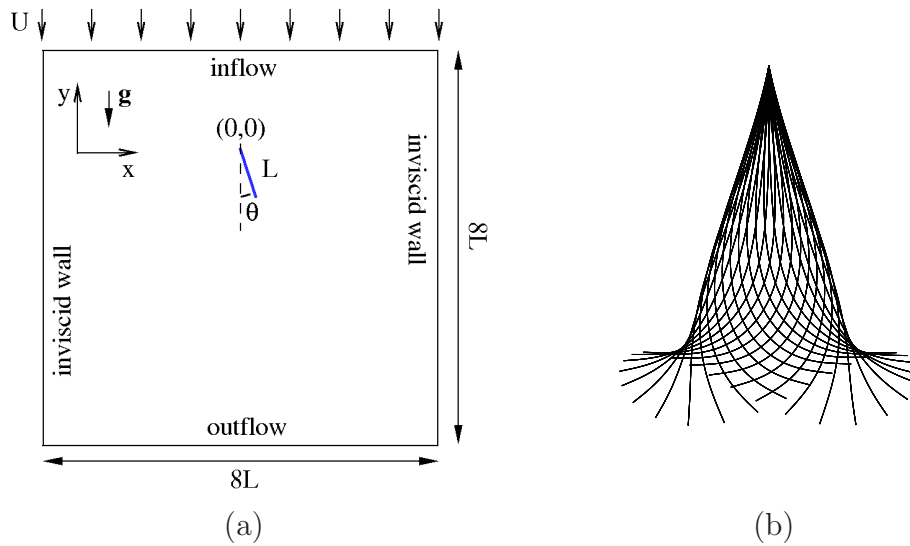 U
inflow
y
g
(0,0)
x
L
θ
inviscid wall
inviscid wall
8L
outflow
8L
(a)
(b)